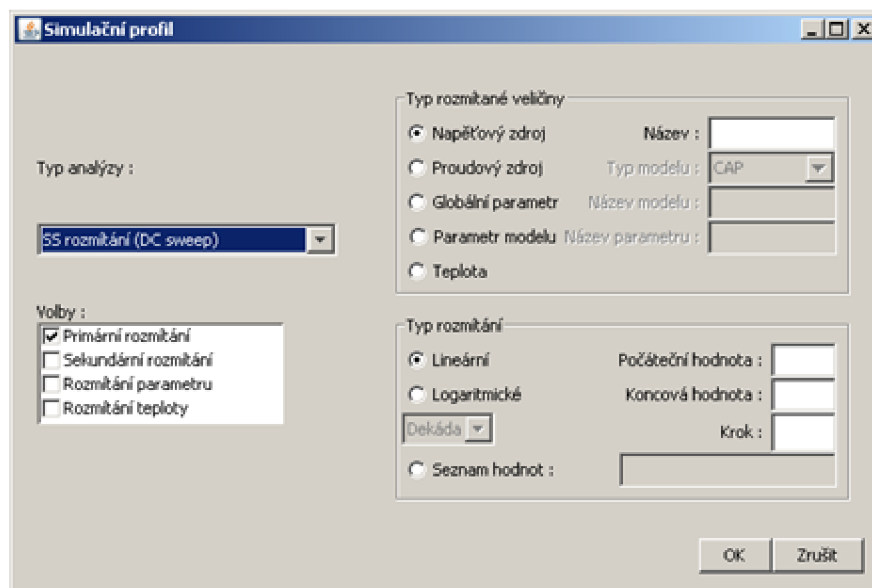 Simulační profil
Typ analýzy :
SS rozmítání (DC sweep)
Volby :
Primární rozmítání
Sekundární rozmítání
Rozmítání parametru
Rozmítání teploty
Typ rozmítané veličiny
Napěťový zdroj Název :
Proudový zdroj Typ modelu : CAP
Globální parametr Název modelu :
Parametr modelu Název parametru :
Teplota
Typ rozmítání
Lineární Počáteční hodnota :
Logaritmické Koncová hodnota :
Dekáda Krok :
Seznam hodnot :
OK Zrušit